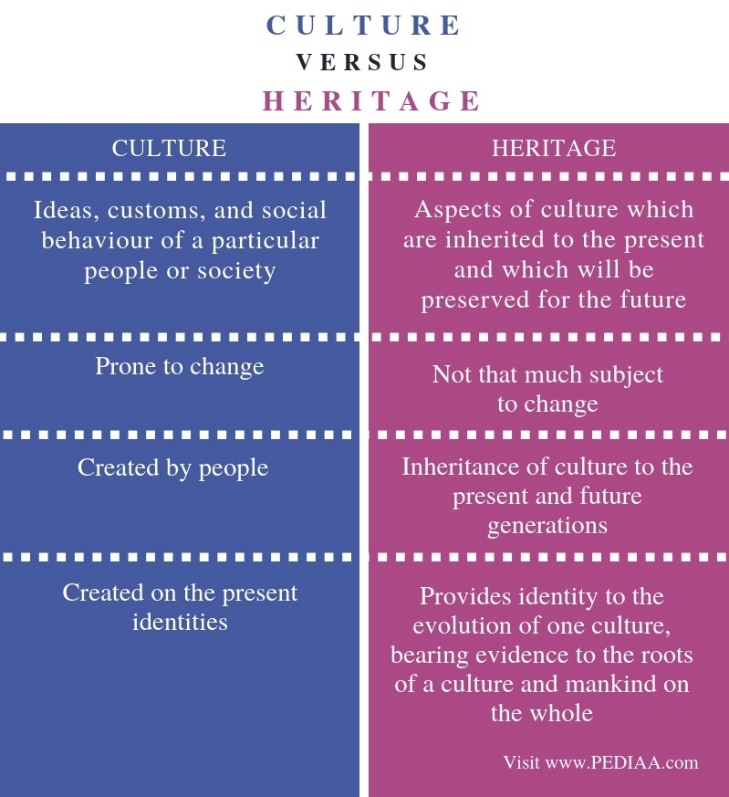 CULTURE
VERSUS
HERITAGE
CULTURE
Ideas, customs, and social
behaviour of a particular
people or society
Prone to change
Created by people
Created on the present
identities
HERITAGE
Aspects of culture which
are inherited to the present
and which will be
preserved for the future
Not that much subject
to change
Inheritance of culture to the
present and future
generations
Provides identity to the
evolution of one culture,
bearing evidence to the roots
of a culture and mankind on
the whole
Visit www.PEDIAA.com